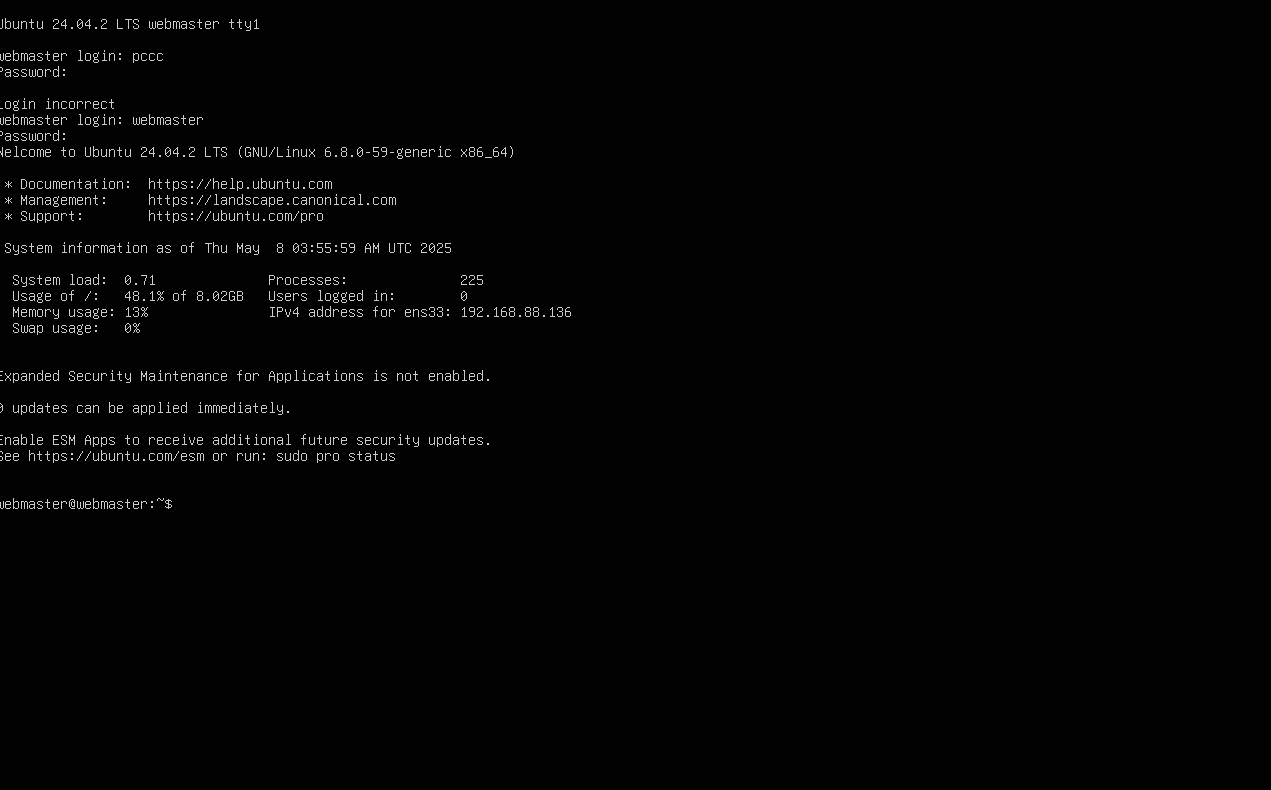 Ubuntu 24.04.2 LTS webmaster tty1
webmaster login: pccc
Password:
Login incorrect
webmaster login: webmaster
Password:
Welcome to Ubuntu 24.04.2 LTS (GNU/Linux 6.8.0-59-generic x86_64)
* Documentation:  https://help.ubuntu.com
* Management:     https://landscape.canonical.com
* Support:        https://ubuntu.com/pro
System information as of Thu May  8 03:55:59 AM UTC 2025
System load:  0.71              Processes:              225
Usage of /:   48.1% of 8.02GB   Users logged in:        0
Memory usage: 13%               IPv4 address for ens33: 192.168.88.136
Swap usage:   0%
Expanded Security Maintenance for Applications is not enabled.
0 updates can be applied immediately.
Enable ESM Apps to receive additional future security updates.
See https://ubuntu.com/esm or run: sudo pro status
webmaster@webmaster:~$